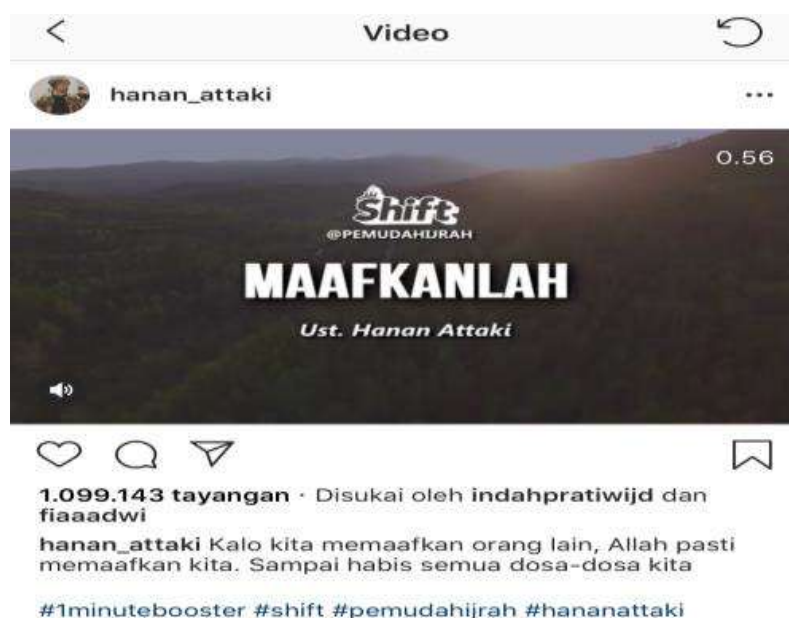 Video
hanan_attaki
0.56
Shift
@PEMUDAHIJRAH
MAAFKANLAH
Ust. Hanan Attaki
1.099.143 tayangan · Disukai oleh indahpratiwijd dan
fiaaadwi
hanan_attaki Kalo kita memaafkan orang lain, Allah pasti
memaafkan kita. Sampai habis semua dosa-dosa kita
#1minutebooster #shift #pemudahijrah #hananattaki